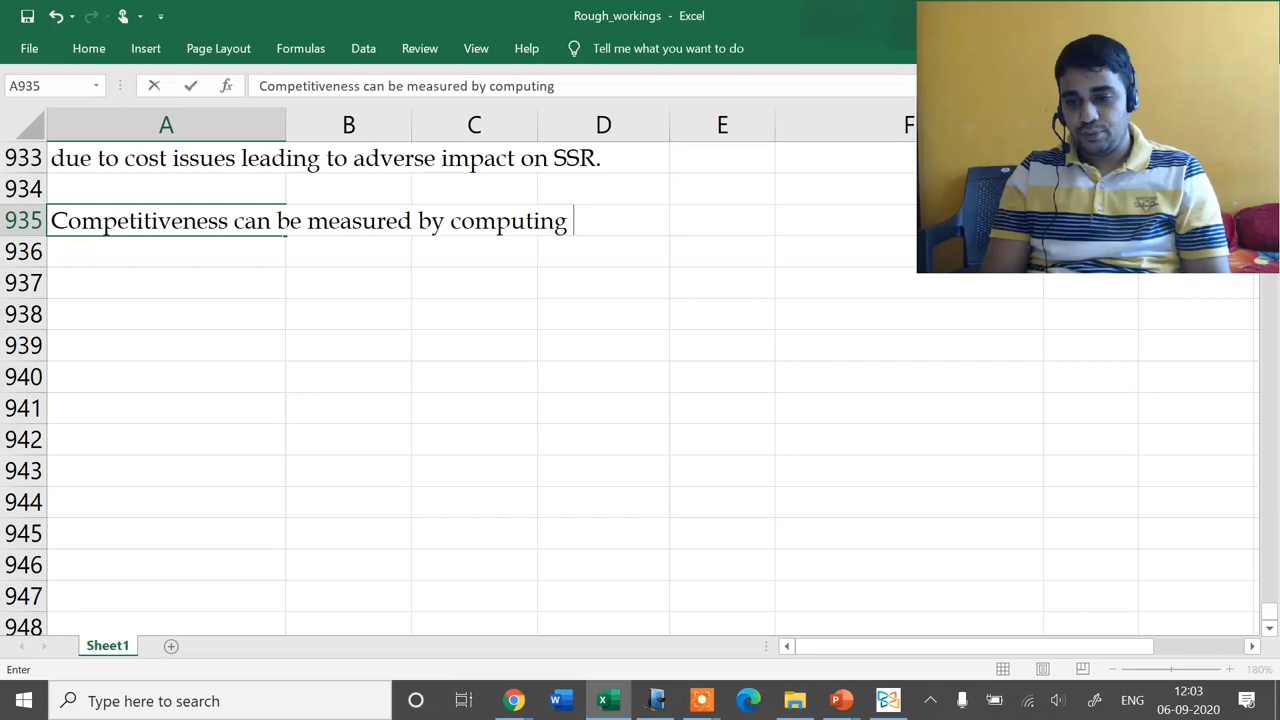 Rough_workings - Excel
File Home Insert Page Layout Formulas Data Review View Help Tell me what you want to do
A935 fx Competitiveness can be measured by computing
A B C D E F
933 due to cost issues leading to adverse impact on SSR.
934
935 Competitiveness can be measured by computing
936
937
938
939
940
941
942
943
944
945
946
947
948
Sheet1
Enter 180%
Type here to search ENG 12:03
06-09-2020